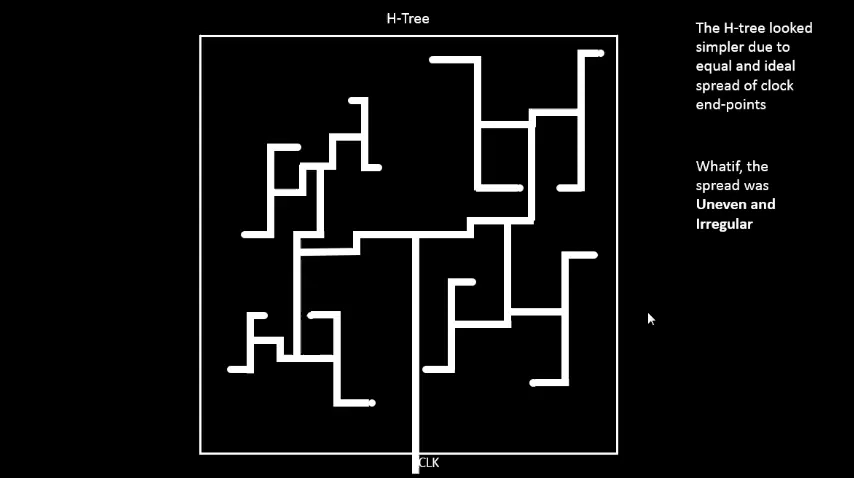 H-Tree
The H-tree looked
simpler due to
equal and ideal
spread of clock
end-points
Whatif, the
spread was
Uneven and
Irregular
CLK